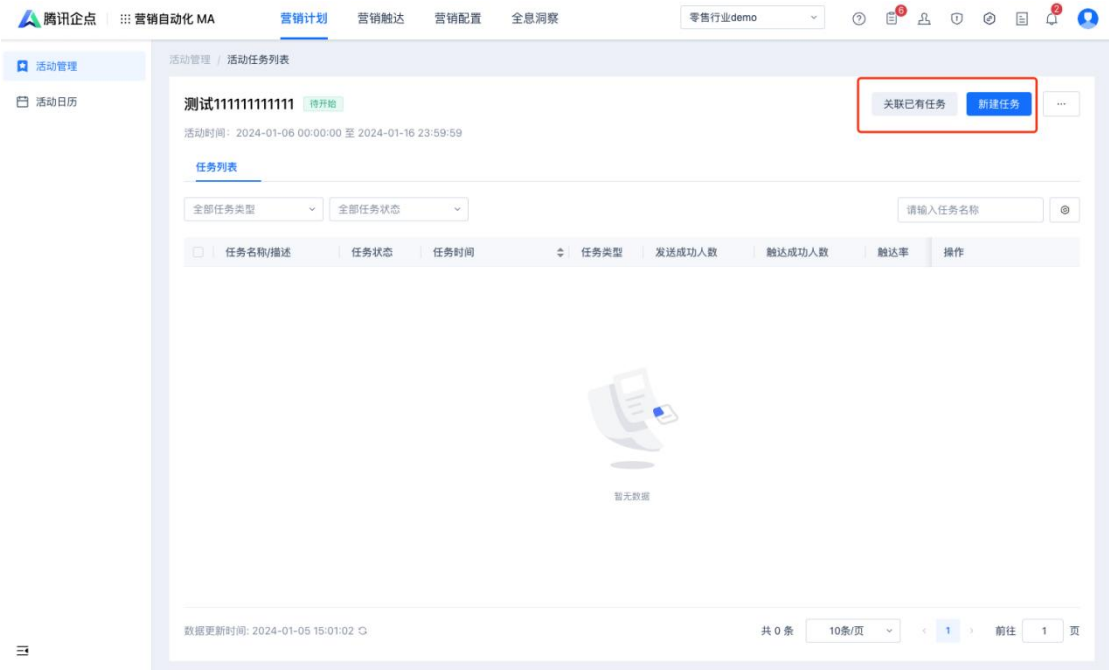 腾讯企点 营销自动化 MA 营销计划 营销触达 营销配置 全息洞察 零售行业demo 6 2
活动管理
活动日历
活动管理 / 活动任务列表
测试111111111111 待开始 关联已有任务 新建任务 ...
活动时间: 2024-01-06 00:00:00 至 2024-01-16 23:59:59
任务列表
全部任务类型 全部任务状态 请输入任务名称
任务名称/描述 任务状态 任务时间 任务类型 发送成功人数 触达成功人数 触达率 操作
暂无数据
数据更新时间: 2024-01-05 15:01:02 共 0 条 10条/页 1 前往 1 页